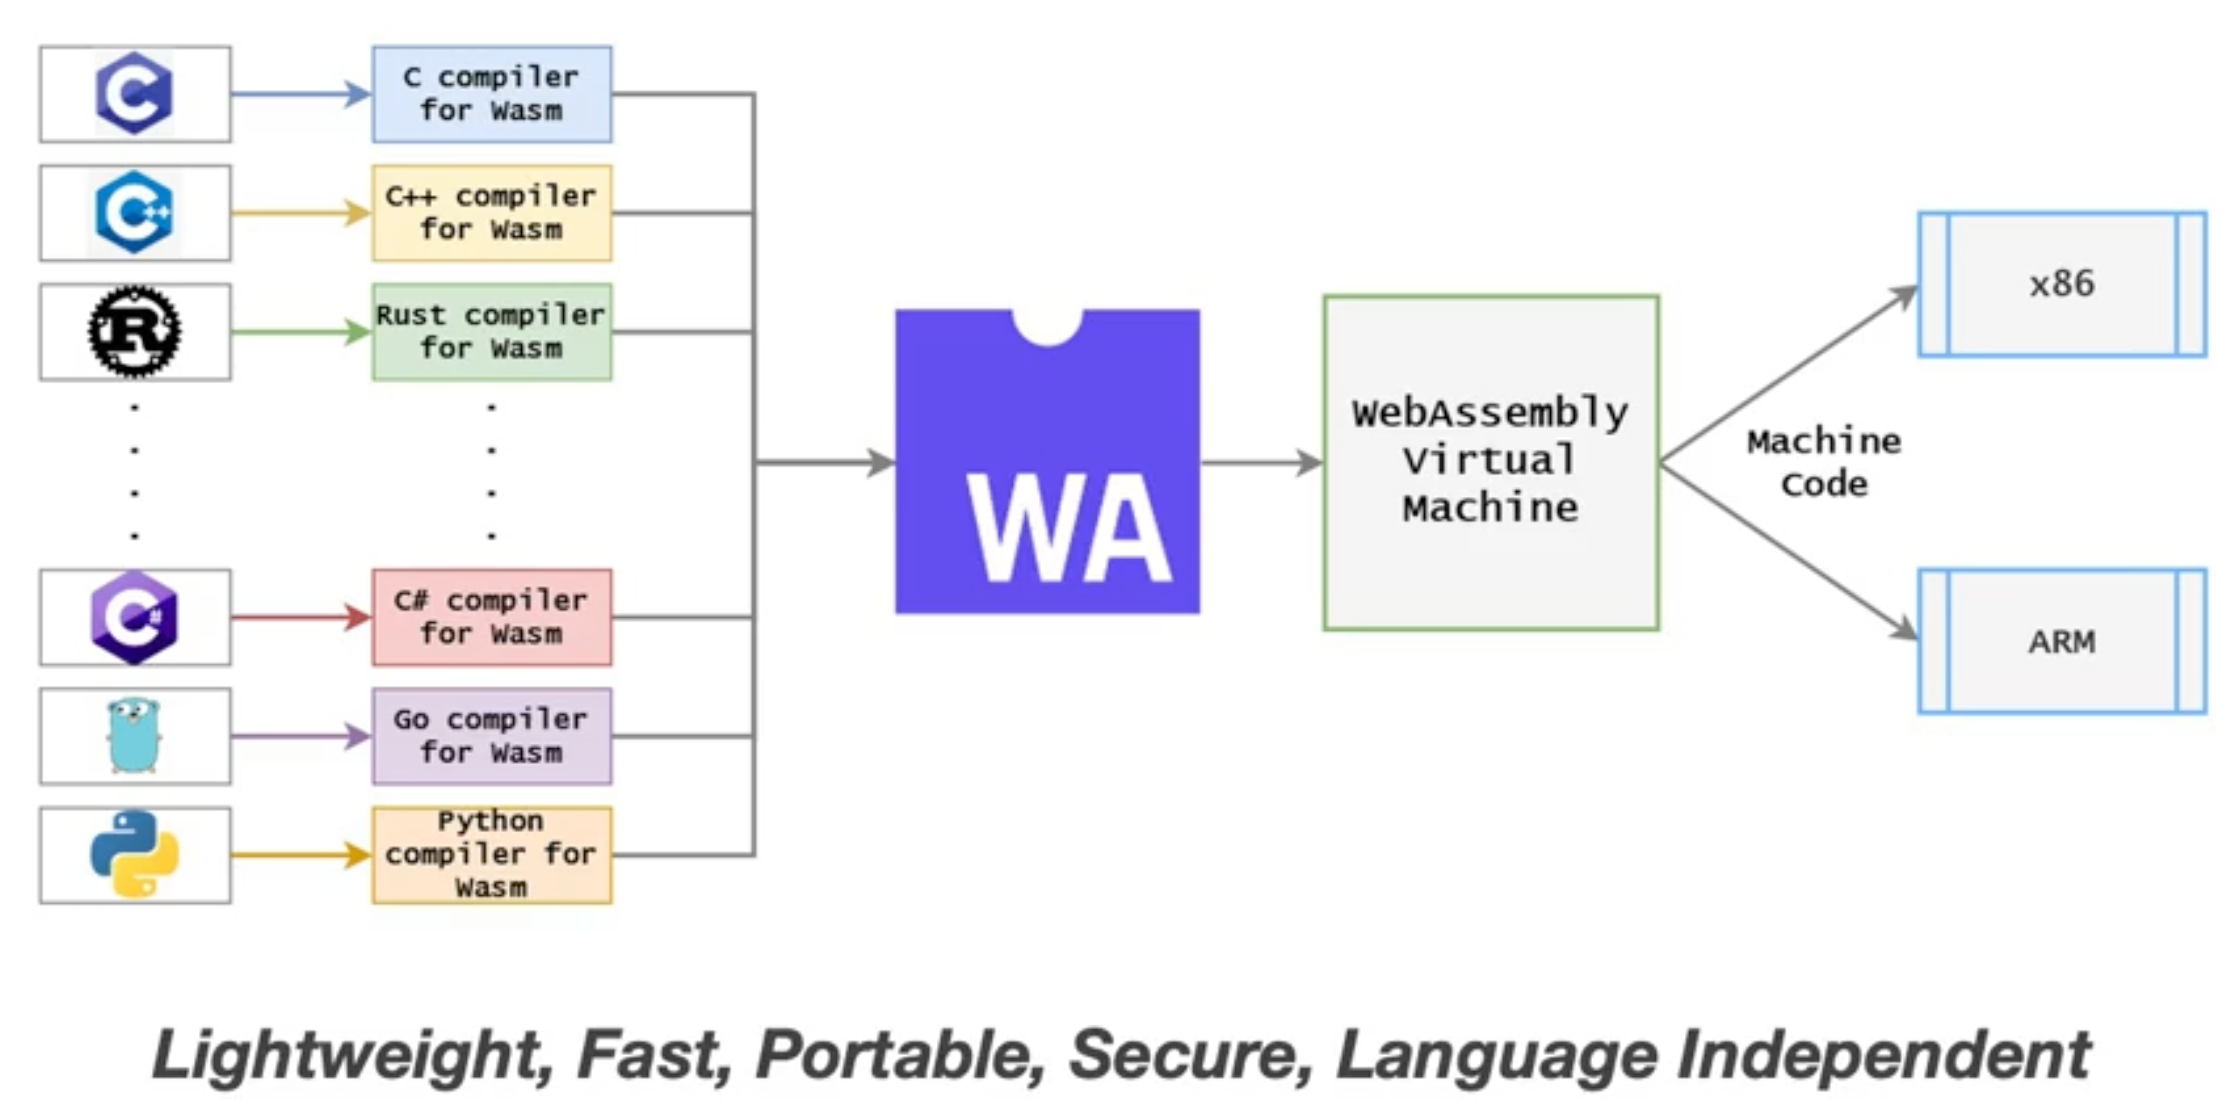 C
C compiler
for Wasm
C++
C++ compiler
for Wasm
R
Rust compiler
for Wasm
C#
C# compiler
for Wasm
Go compiler
for Wasm
Python
compiler for
Wasm
WA
WebAssembly
Virtual
Machine
Machine
Code
x86
ARM
Lightweight, Fast, Portable, Secure, Language Independent